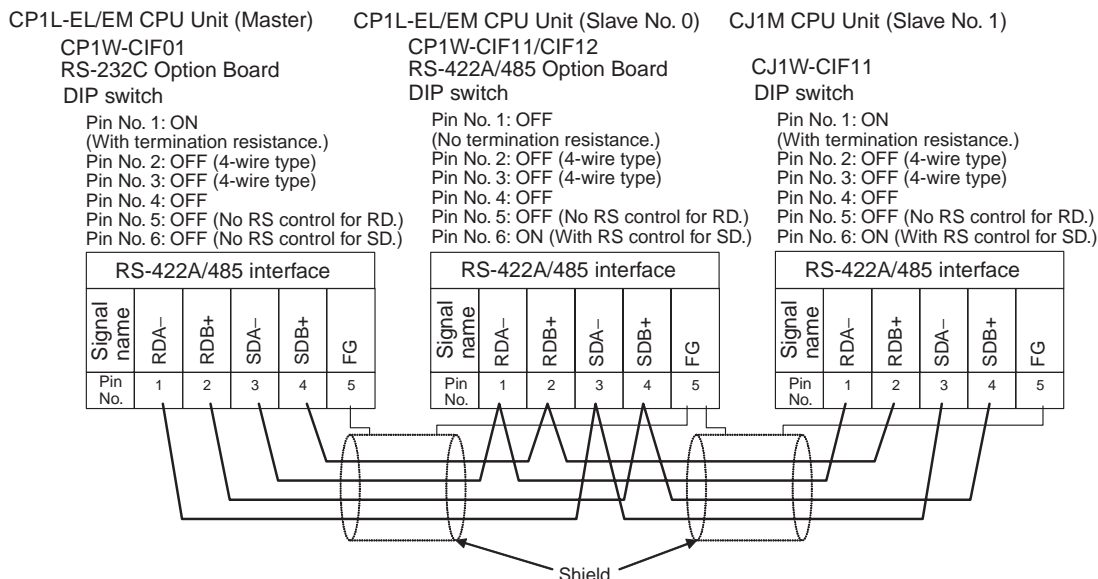 CP1L-EL/EM CPU Unit (Master)
CP1W-CIF01
RS-232C Option Board
DIP switch
Pin No. 1: ON
(With termination resistance.)
Pin No. 2: OFF (4-wire type)
Pin No. 3: OFF (4-wire type)
Pin No. 4: OFF
Pin No. 5: OFF (No RS control for RD.)
Pin No. 6: OFF (No RS control for SD.)
RS-422A/485 interface
Signal name RDA− RDB+ SDA− SDB+ FG
Pin No. 1 2 3 4 5
CP1L-EL/EM CPU Unit (Slave No. 0)
CP1W-CIF11/CIF12
RS-422A/485 Option Board
DIP switch
Pin No. 1: OFF
(No termination resistance.)
Pin No. 2: OFF (4-wire type)
Pin No. 3: OFF (4-wire type)
Pin No. 4: OFF
Pin No. 5: OFF (No RS control for RD.)
Pin No. 6: ON (With RS control for SD.)
RS-422A/485 interface
Signal name RDA− RDB+ SDA− SDB+ FG
Pin No. 1 2 3 4 5
CJ1M CPU Unit (Slave No. 1)
CJ1W-CIF11
DIP switch
Pin No. 1: ON
(With termination resistance.)
Pin No. 2: OFF (4-wire type)
Pin No. 3: OFF (4-wire type)
Pin No. 4: OFF
Pin No. 5: OFF (No RS control for RD.)
Pin No. 6: ON (With RS control for SD.)
RS-422A/485 interface
Signal name RDA− RDB+ SDA− SDB+ FG
Pin No. 1 2 3 4 5
Shield